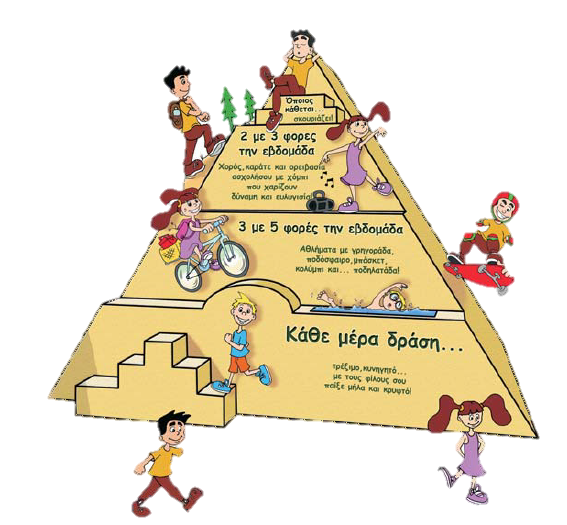 Όποιος
κάθεται...
σκουριάζει!
2 με 3 φορες
την εβδομάδα
Χορός, καράτε και ορειβασία
ασχολήσου με χόμπι
που χαρίζουν
δύναμη και ευλυγισία!
3 με 5 φορές την εβδομάδα
Αθλήματα με γρηγοράδα,
ποδόσφαιρο, μπάσκετ,
κολύμπι και... ποδηλατάδα!
Κάθε μέρα δράση...
τρέξιμο, κυνηγητό...
με τους φίλους σου
παίξε μήλα και κρυφτό!